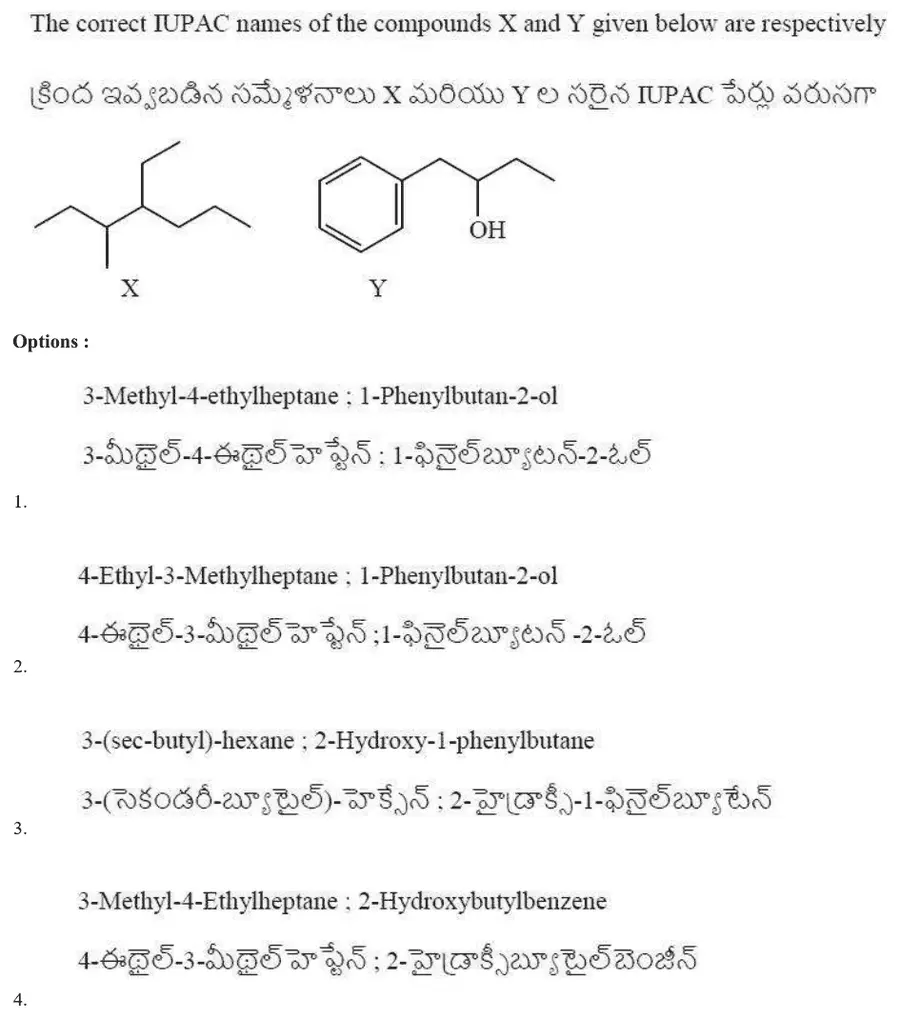 The correct IUPAC names of the compounds X and Y given below are respectively
క్రింద ఇవ్వబడిన సమ్మేళనాలు X మరియు Y ల సరైన IUPAC పేర్లు వరుసగా
OH
X
Y
Options :
3-Methyl-4-ethylheptane ; 1-Phenylbutan-2-ol
3-మీథైల్-4-ఈథైల్ హెప్టేన్ ; 1-ఫినైల్‌బ్యూటన్-2-ఓల్
1.
4-Ethyl-3-Methylheptane ; 1-Phenylbutan-2-ol
4-ఈథైల్-3-మీథైల్ హెప్టేన్ ;1-ఫినైల్‌బ్యూటన్ -2-ఓల్
2.
3-(sec-butyl)-hexane ; 2-Hydroxy-1-phenylbutane
3-(సెకండరీ-బ్యూటైల్)-హెక్సేన్ ; 2-హైడ్రాక్సీ-1-ఫినైల్‌బ్యూటేన్
3.
3-Methyl-4-Ethylheptane ; 2-Hydroxybutylbenzene
4-ఈథైల్-3-మీథైల్ హెప్టేన్ ; 2-హైడ్రాక్సీబ్యూటైల్‌బెంజీన్
4.